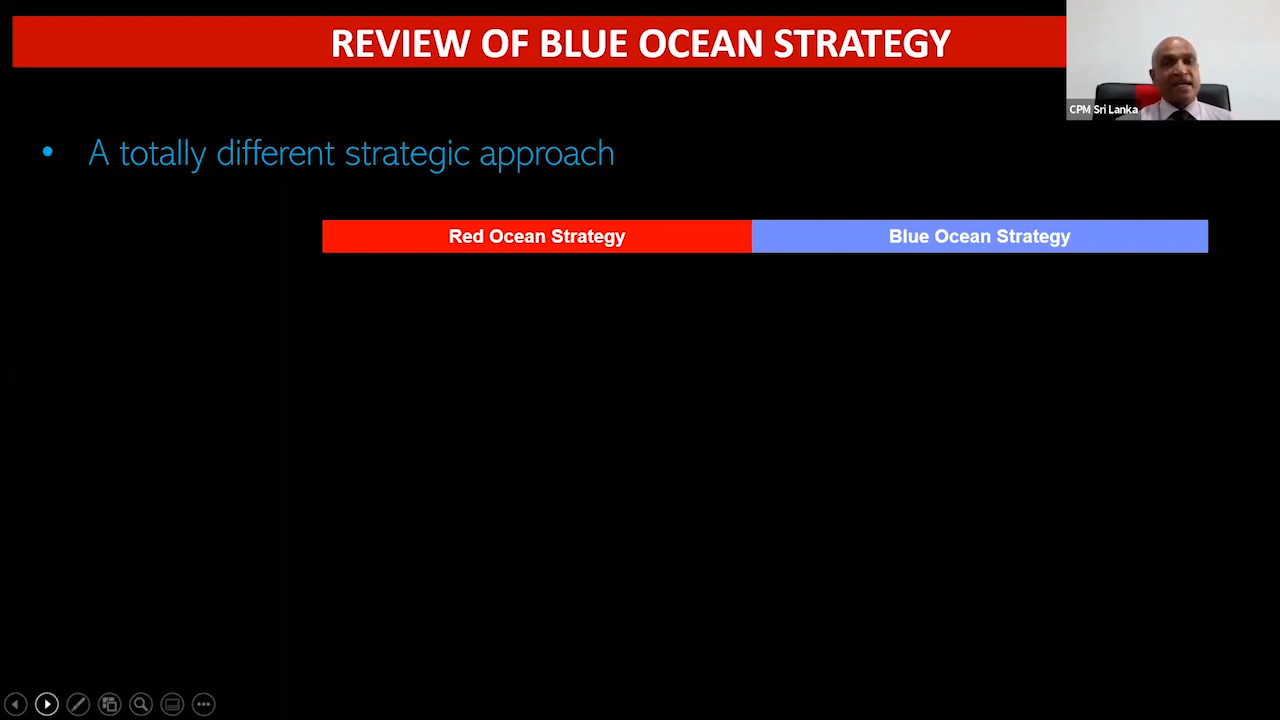 REVIEW OF BLUE OCEAN STRATEGY
CPM Sri Lanka
• A totally different strategic approach
Red Ocean Strategy
Blue Ocean Strategy